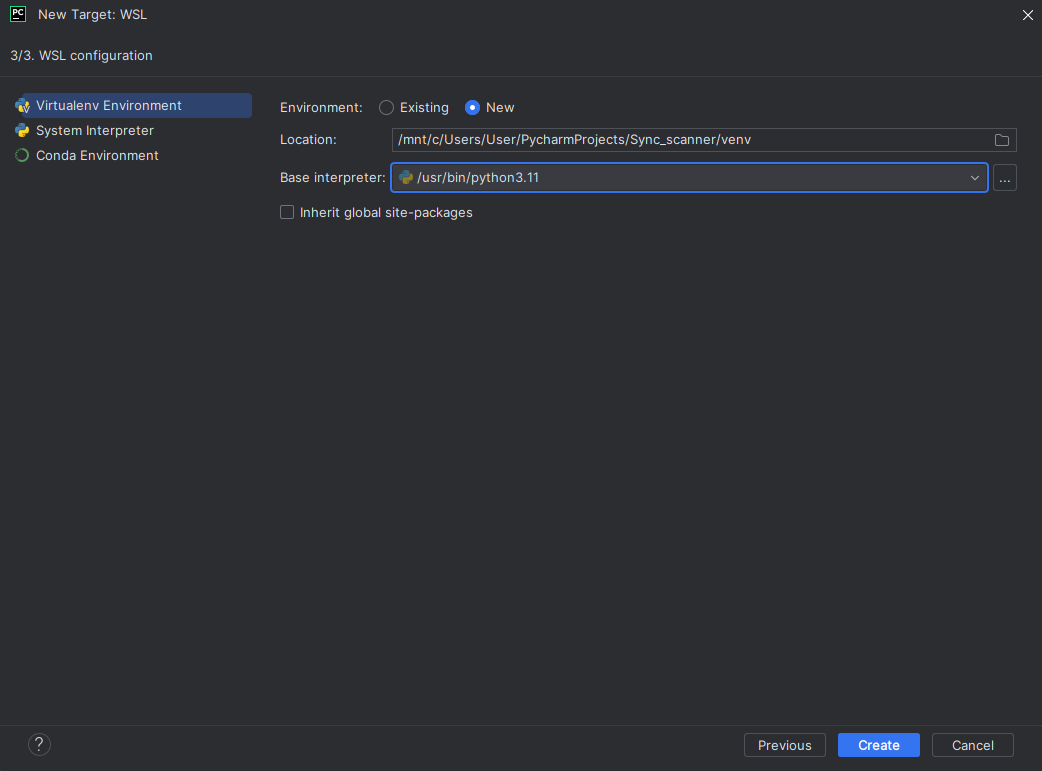 PC New Target: WSL
3/3. WSL configuration
Virtualenv Environment
System Interpreter
Conda Environment
Environment: Existing New
Location: /mnt/c/Users/User/PycharmProjects/Sync_scanner/venv
Base interpreter: /usr/bin/python3.11 ...
Inherit global site-packages
? Previous Create Cancel